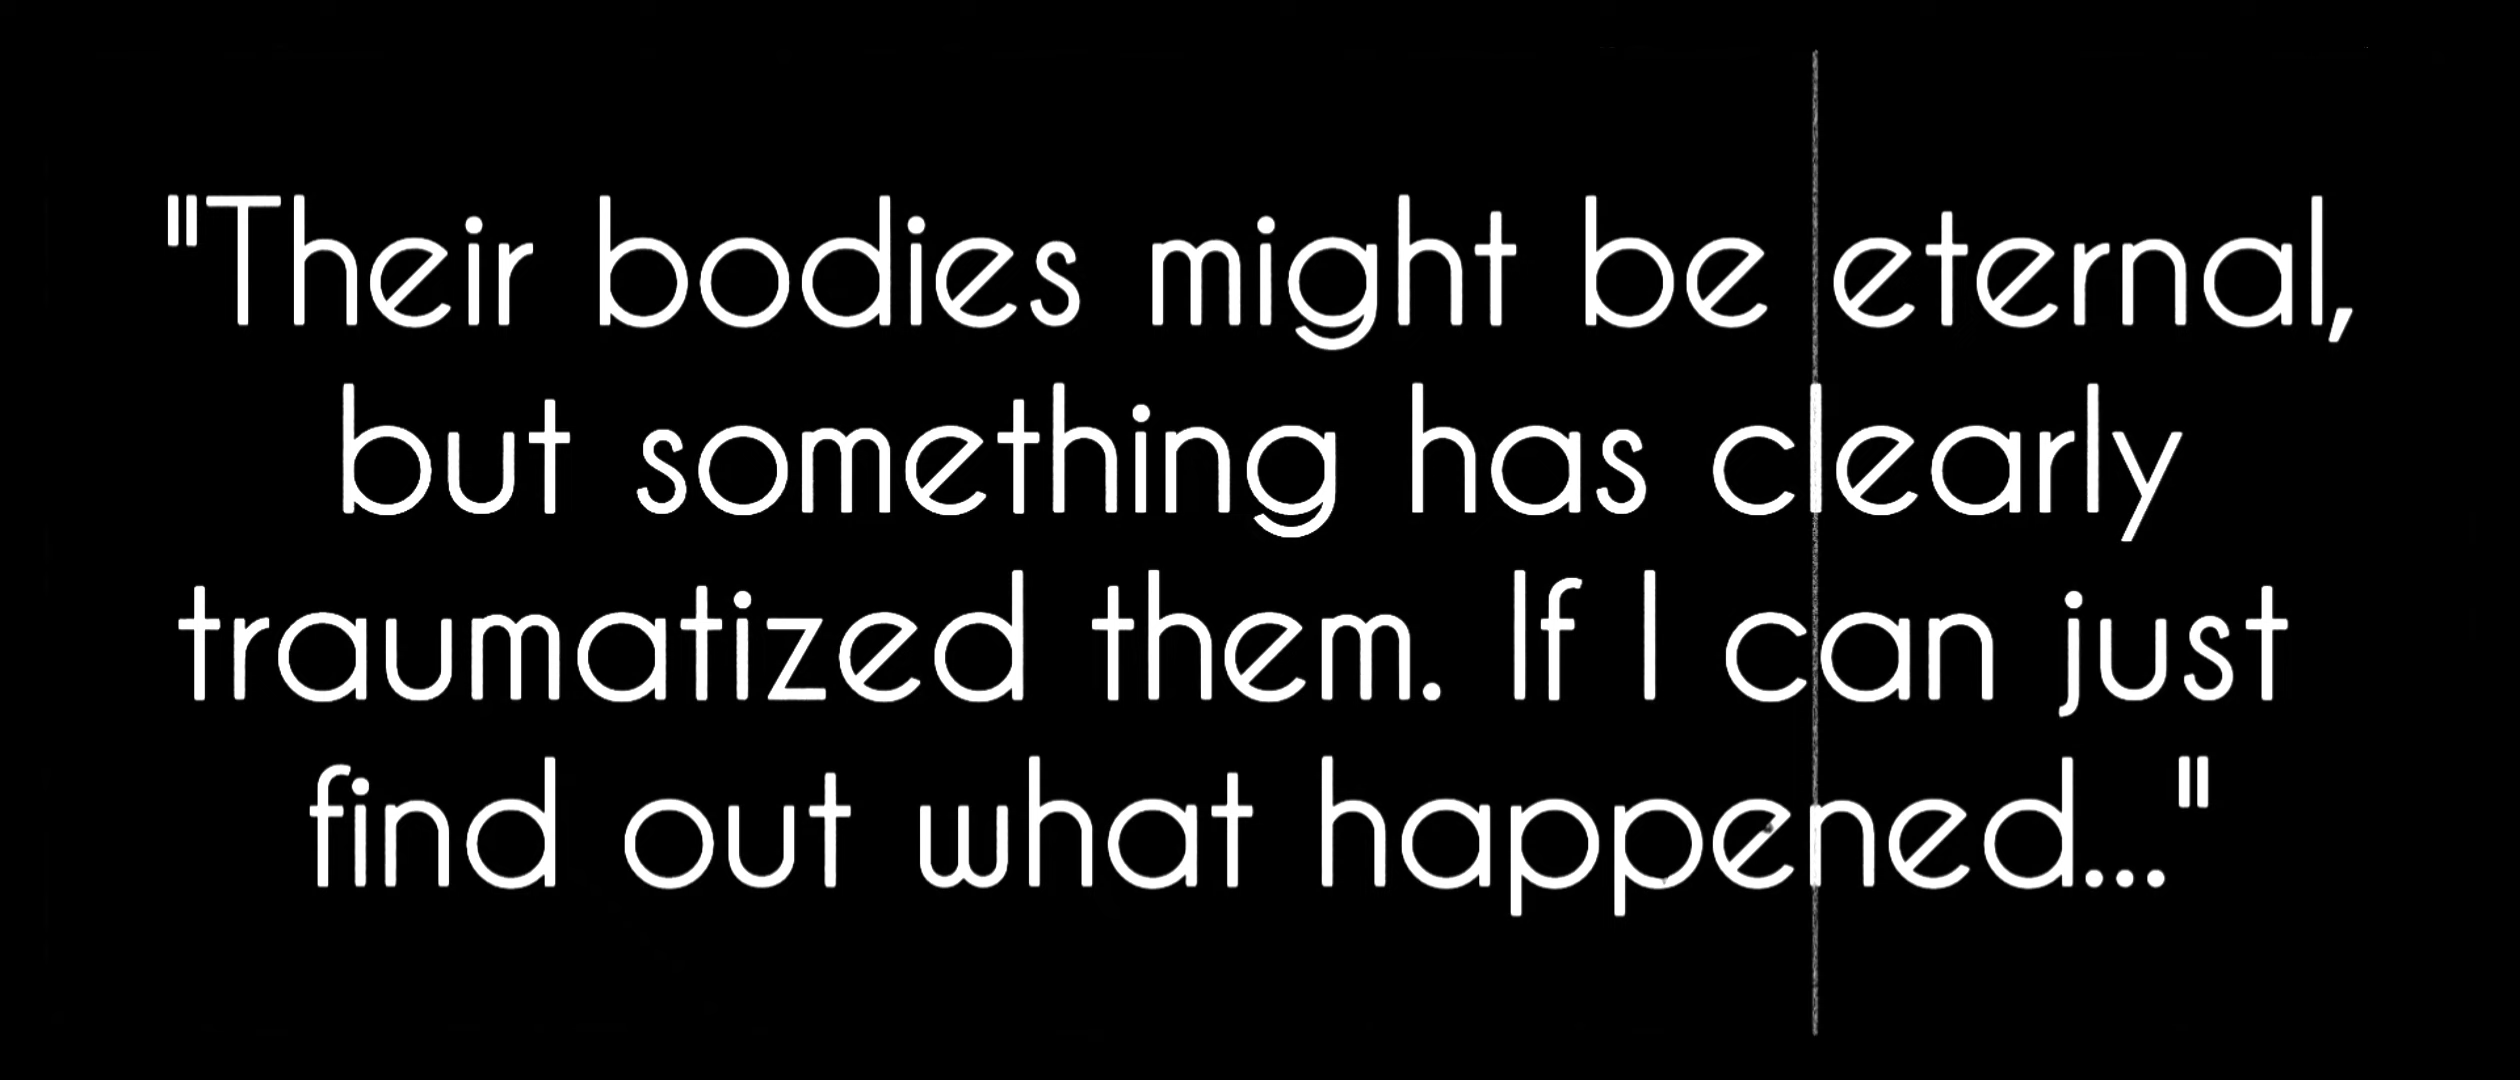 "Their bodies might be eternal,
but something has clearly
traumatized them. If I can just
find out what happened..."